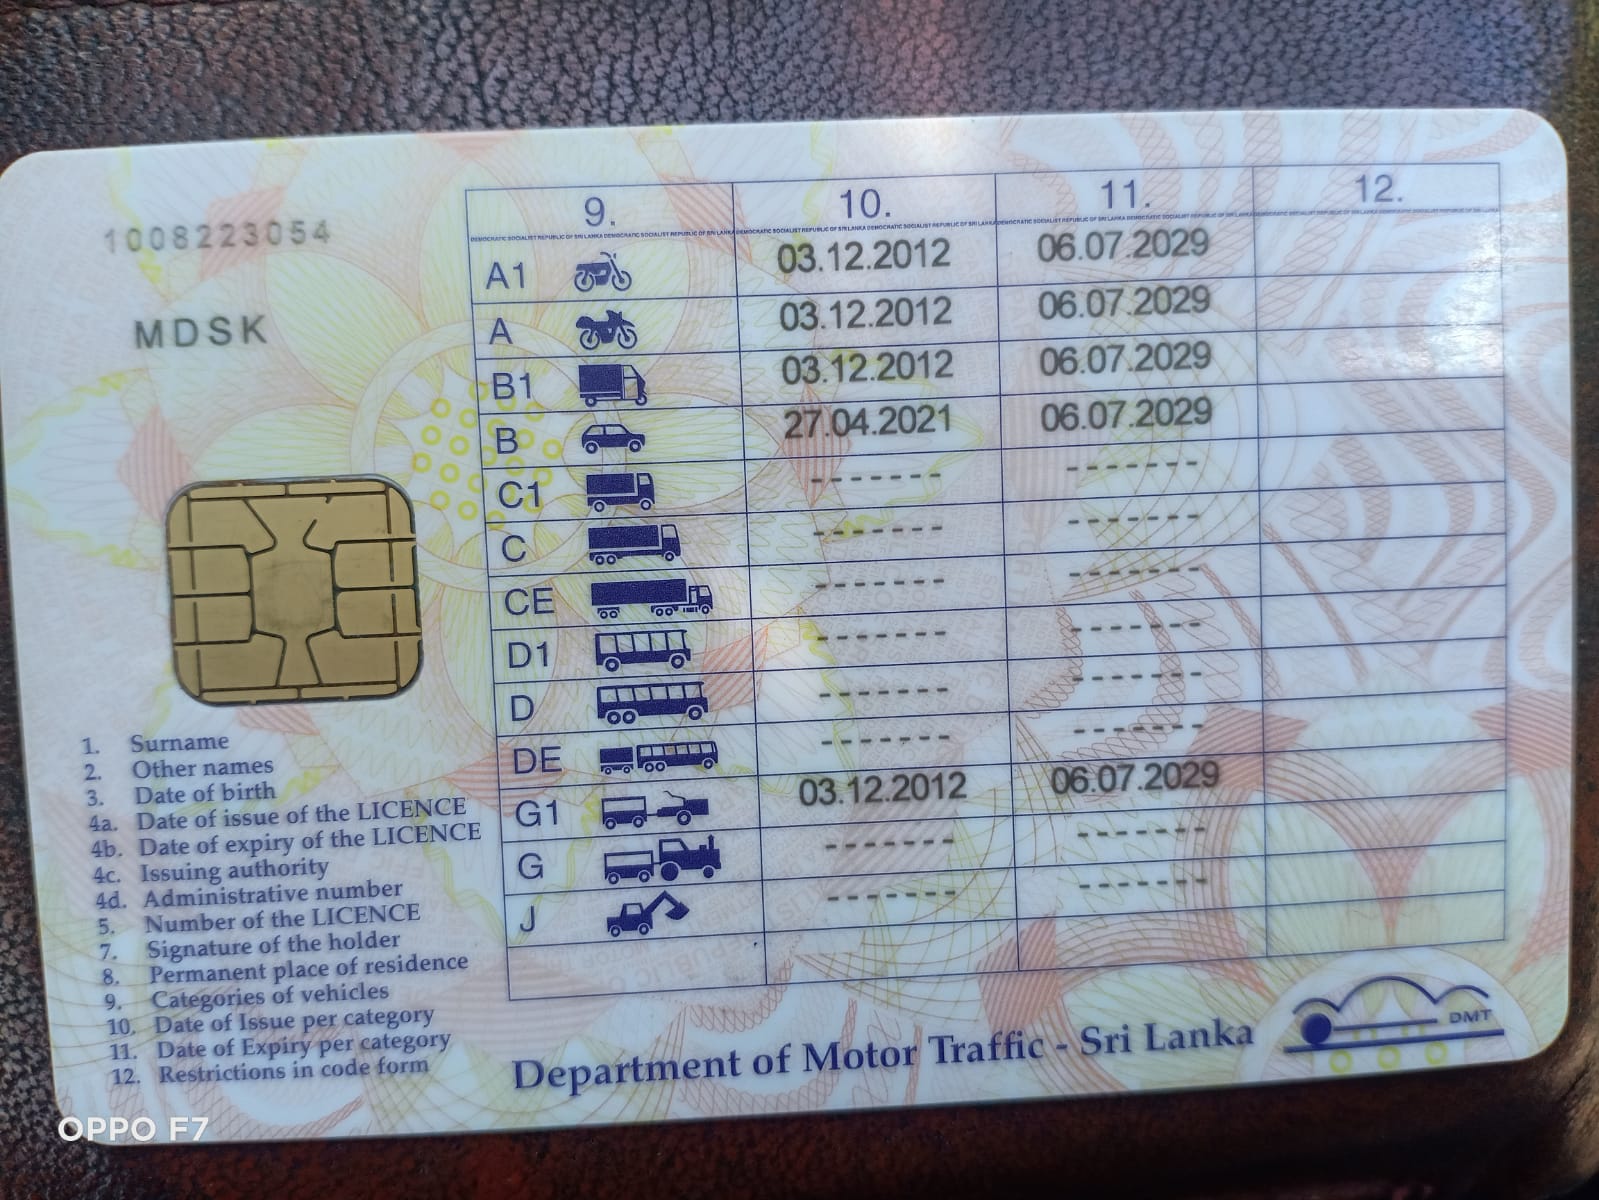 1008223054
MDSK
9. 10. 11. 12.
A1 03.12.2012 06.07.2029
A 03.12.2012 06.07.2029
B1 03.12.2012 06.07.2029
B 27.04.2021 06.07.2029
C1 ------- -------
C ------- -------
CE ------- -------
D1 ------- -------
D ------- -------
DE ------- -------
G1 03.12.2012 06.07.2029
G ------- -------
J ------- -------
1. Surname
2. Other names
3. Date of birth
4a. Date of issue of the LICENCE
4b. Date of expiry of the LICENCE
4c. Issuing authority
4d. Administrative number
5. Number of the LICENCE
7. Signature of the holder
8. Permanent place of residence
9. Categories of vehicles
10. Date of Issue per category
11. Date of Expiry per category
12. Restrictions in code form
Department of Motor Traffic - Sri Lanka
DMT
OPPO F7